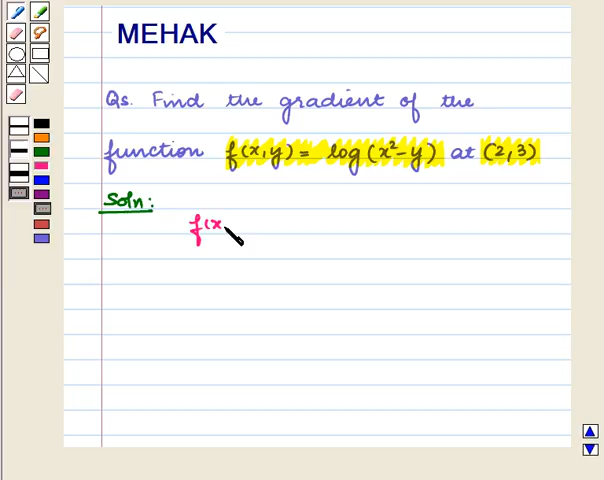 MEHAK
Qs. Find the gradient of the
function f(x,y) = log(x²-y) at (2,3)
Soln:
f(x